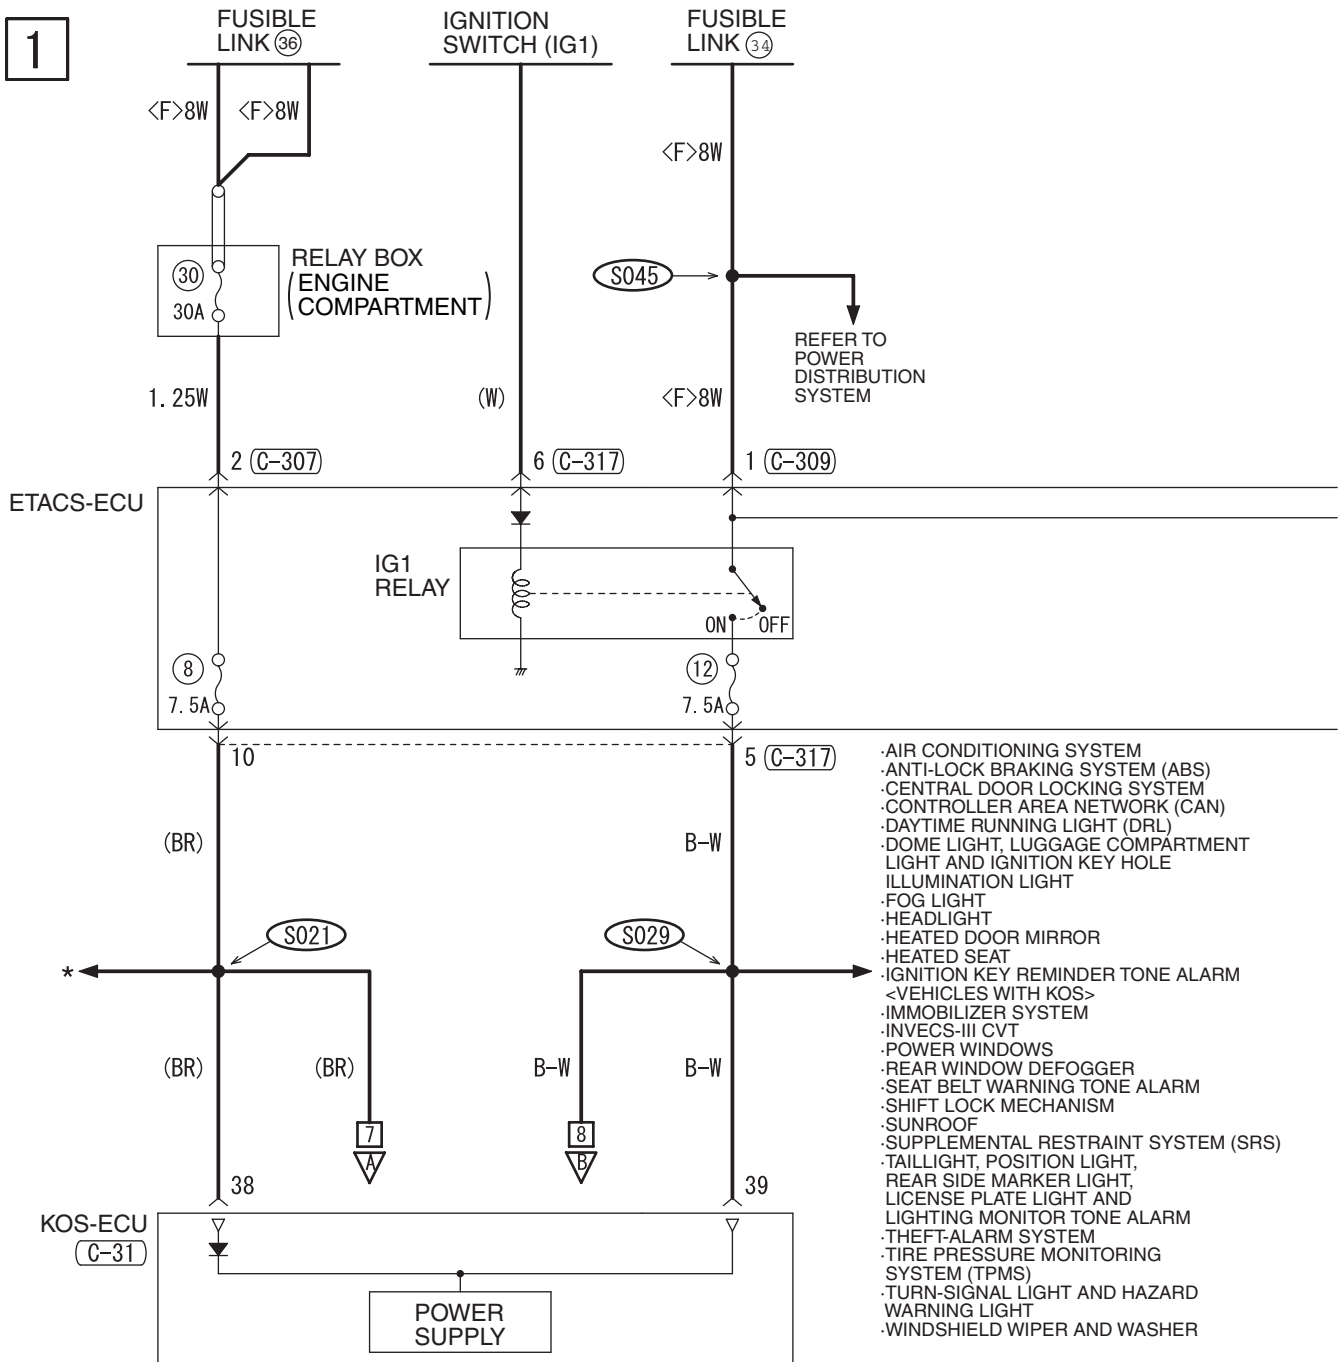 1
FUSIBLE
LINK 36
IGNITION
SWITCH (IG1)
FUSIBLE
LINK 34
<F>8W
<F>8W
<F>8W
30
30A
RELAY BOX
(ENGINE
COMPARTMENT)
S045
REFER TO
POWER
DISTRIBUTION
SYSTEM
1. 25W
(W)
<F>8W
2 (C-307)
6 (C-317)
1 (C-309)
ETACS-ECU
IG1
RELAY
ON
OFF
8
7. 5A
12
7. 5A
10
5 (C-317)
(BR)
B-W
S021
S029
*
(BR)
(BR)
B-W
B-W
7
A
8
B
38
39
KOS-ECU
(C-31)
POWER
SUPPLY
·AIR CONDITIONING SYSTEM
·ANTI-LOCK BRAKING SYSTEM (ABS)
·CENTRAL DOOR LOCKING SYSTEM
·CONTROLLER AREA NETWORK (CAN)
·DAYTIME RUNNING LIGHT (DRL)
·DOME LIGHT, LUGGAGE COMPARTMENT
LIGHT AND IGNITION KEY HOLE
ILLUMINATION LIGHT
·FOG LIGHT
·HEADLIGHT
·HEATED DOOR MIRROR
·HEATED SEAT
·IGNITION KEY REMINDER TONE ALARM
<VEHICLES WITH KOS>
·IMMOBILIZER SYSTEM
·INVECS-III CVT
·POWER WINDOWS
·REAR WINDOW DEFOGGER
·SEAT BELT WARNING TONE ALARM
·SHIFT LOCK MECHANISM
·SUNROOF
·SUPPLEMENTAL RESTRAINT SYSTEM (SRS)
·TAILLIGHT, POSITION LIGHT,
REAR SIDE MARKER LIGHT,
LICENSE PLATE LIGHT AND
LIGHTING MONITOR TONE ALARM
·THEFT-ALARM SYSTEM
·TIRE PRESSURE MONITORING
SYSTEM (TPMS)
·TURN-SIGNAL LIGHT AND HAZARD
WARNING LIGHT
·WINDSHIELD WIPER AND WASHER